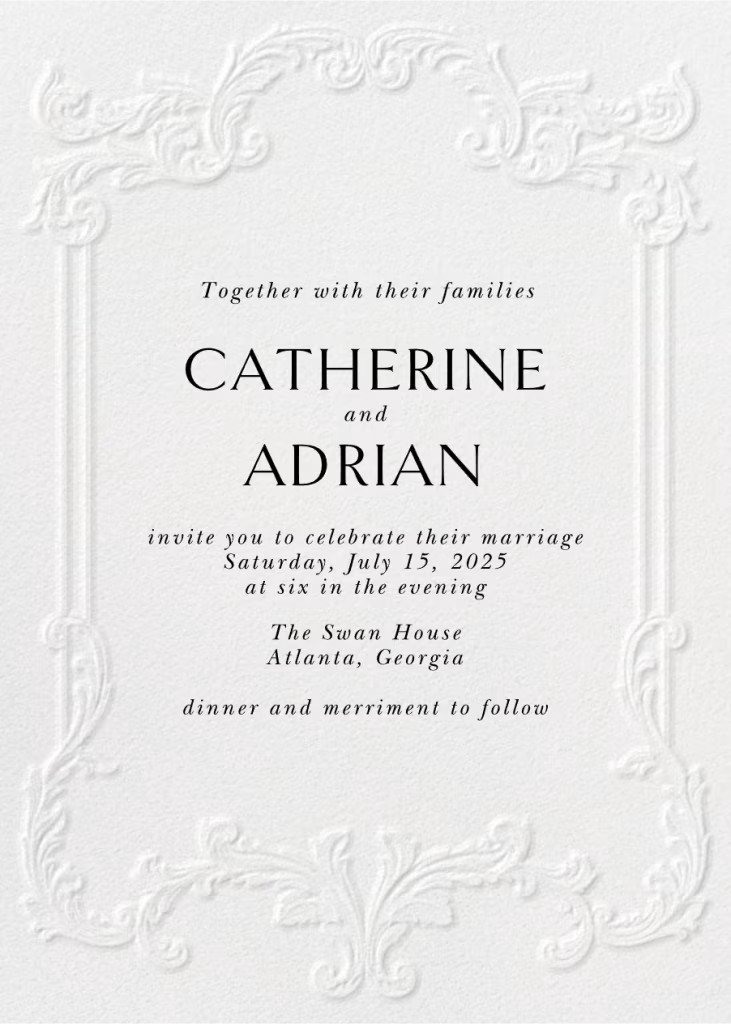 Together with their families
CATHERINE
and
ADRIAN
invite you to celebrate their marriage
Saturday, July 15, 2025
at six in the evening
The Swan House
Atlanta, Georgia
dinner and merriment to follow